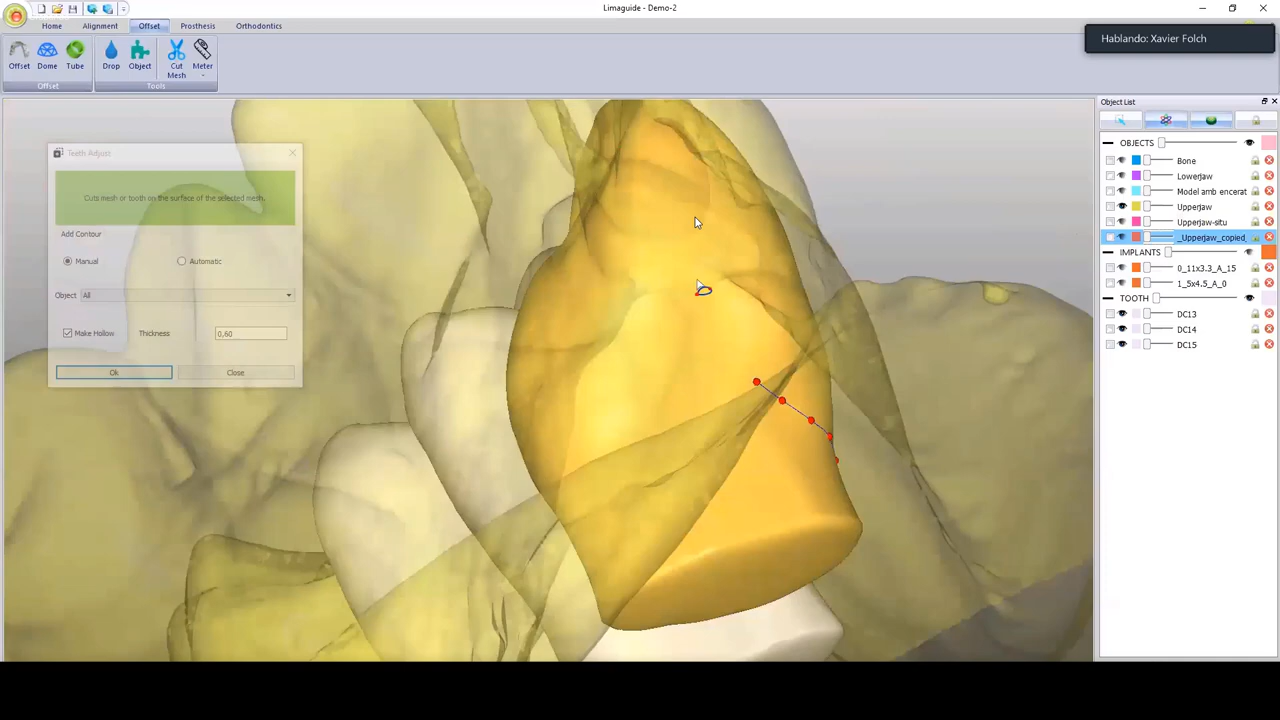 Limaguide - Demo-2
Home Alignment Offset Prosthesis Orthodontics
Hablando: Xavier Folch
Offset Dome Tube Drop Object Cut Mesh Meter
Offset Tools
Object List
OBJECTS
Bone
Lowerjaw
Model amb encerat
Upperjaw
Upperjaw-situ
_Upperjaw_copied_
IMPLANTS
0_11x3.3_A_15
1_5x4.5_A_0
TOOTH
DC13
DC14
DC15
Teeth Adjust
Cuts mesh or tooth on the surface of the selected mesh.
Add Contour
Manual Automatic
Object All
Make Hollow Thickness 0,60
Ok Close